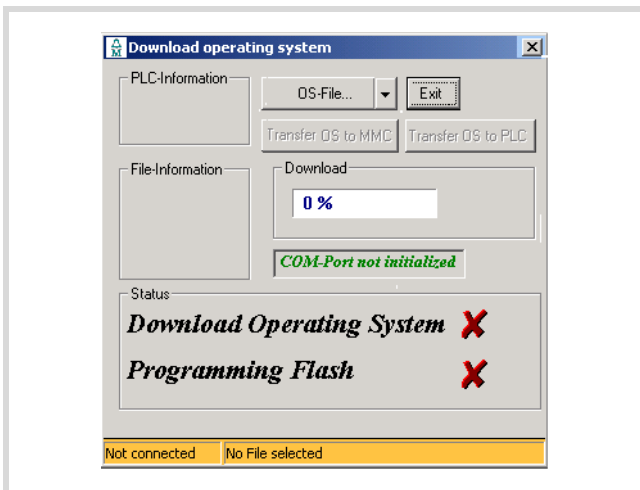 Download operating system
PLC-Information
OS-File...
Exit
Transfer OS to MMC
Transfer OS to PLC
File-Information
Download
0 %
COM-Port not initialized
Status
Download Operating System
Programming Flash
Not connected
No File selected